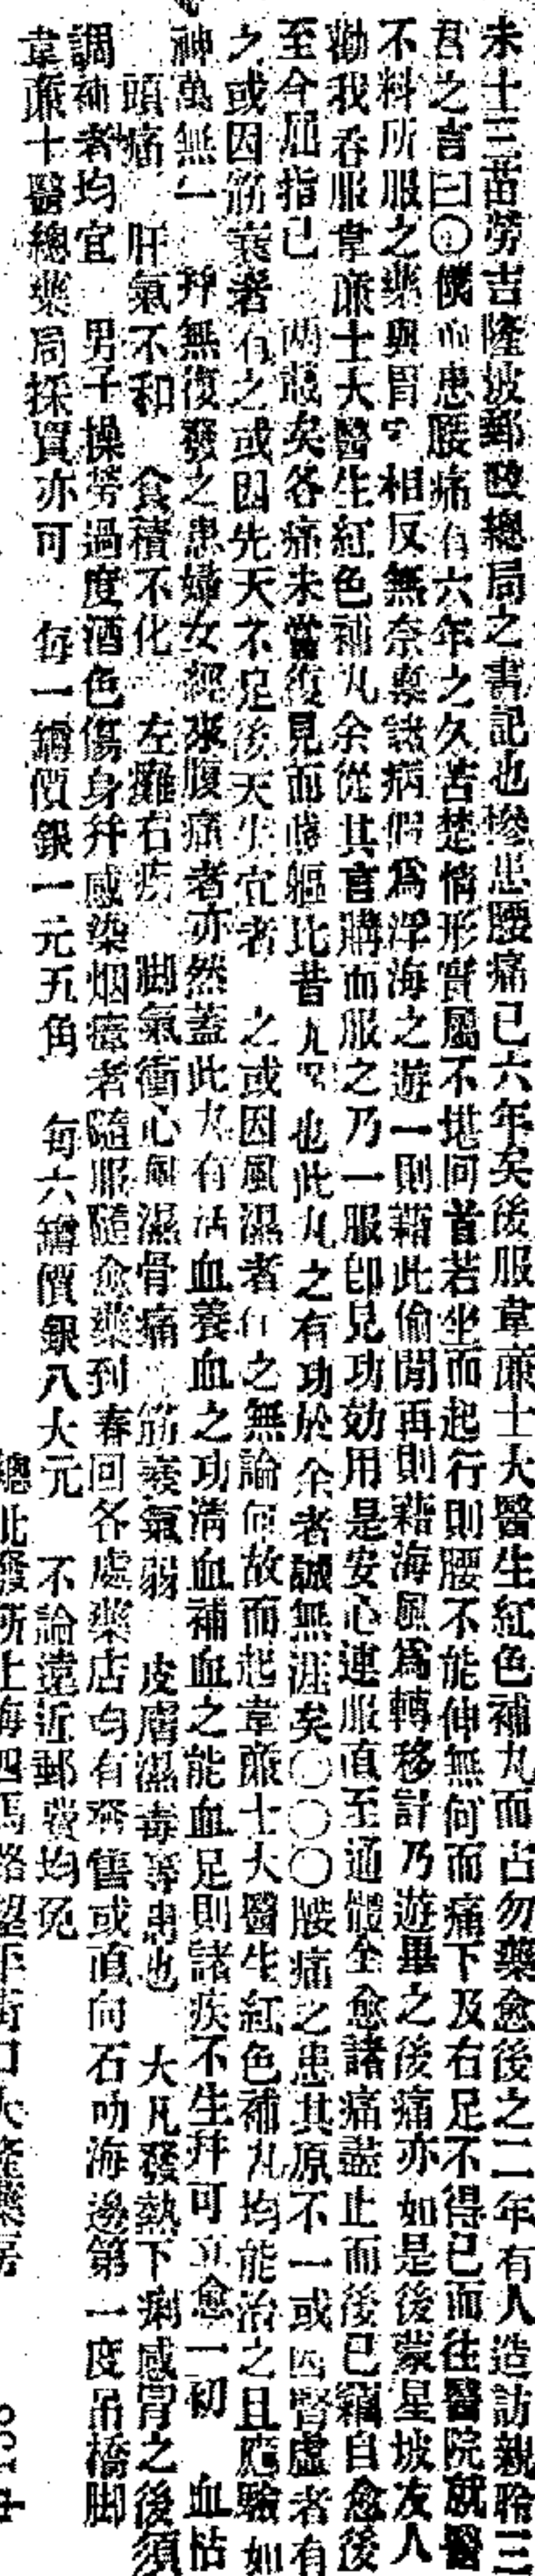 未士三苗勞吉隆坡郵政總局之書記也慘患腰痛已六年矣後服韋廉士大醫生紅色補丸而占勿藥愈後之二年有人造訪親聆三
君之言曰○僕向患腰痛有六年之久苦楚情形實屬不堪回首若坐而起行則腰不能伸無何而痛下及右足不得已而往醫院就醫
不料所服之藥與胃相反無奈棄諸病假爲浮海之遊一則藉此偷閒再則藉海風爲轉移計乃遊畢之後痛亦如是後蒙星坡友人
勸我吞服韋廉士大醫生紅色補丸余從其言購而服之乃一服即見功効用是安心連服直至通體全愈諸痛盡止而後已竊自愈後
至今屈指已 兩載矣各痛未嘗復見而賤軀比昔尤也此丸之有功於余者誠無涯矣○○○腰痛之患其原不一或因腎虛者有
之或因筋衰者有之或因先天不足後天失宜者 之或因風濕者有之無論何故而起韋廉士大醫生紅色補丸均能治之且應驗如
神萬無一 幷無復發之患婦女經來腹痛者亦然蓋此丸有活血養血之功淸血補血之能血足則諸疾不生幷可立愈一切 血枯
頭痛 肝氣不和 食積不化 左癱右瘓 脚氣衝心 風濕骨痛 筋衰氣弱 皮膚濕毒等患也 大凡發熱下痢感冒之後須
調補者均宜 男子操勞過度酒色傷身幷感染烟癮者隨服隨愈藥到春回各處藥店均有發售或直向石叻海邊第一度吊橋脚
韋廉士醫總藥局採買亦可 每一罐價銀一元五角 每六罐價銀八大元 不論遠近郵費均免
總批發所上海四馬路望平街口大藥房